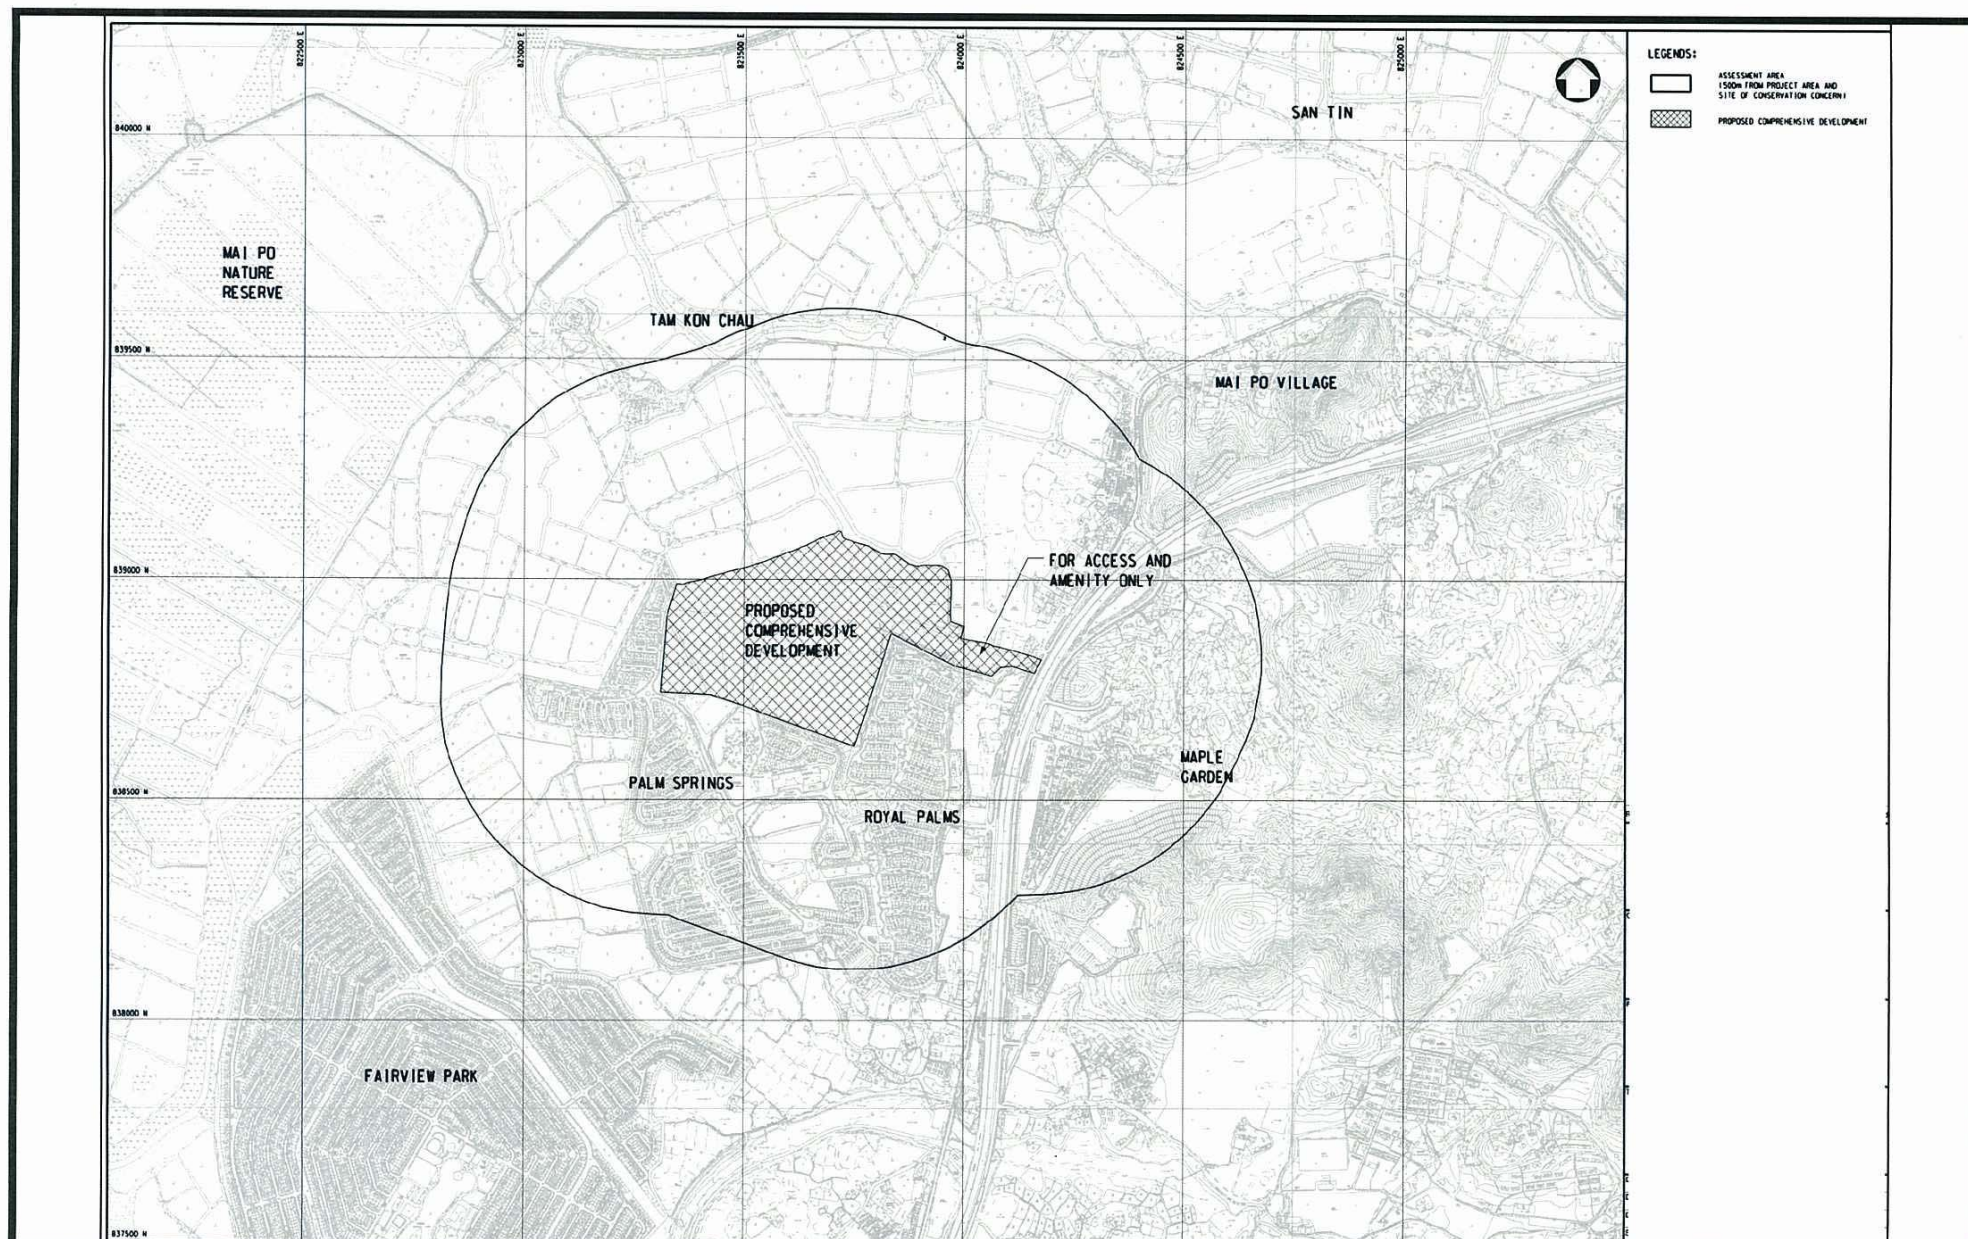 822500 E
823000 E
823500 E
824000 E
824500 E
825000 E
LEGENDS:
ASSESSMENT AREA
(500m FROM PROJECT AREA AND
SITE OF CONSERVATION CONCERN)
PROPOSED COMPREHENSIVE DEVELOPMENT
SAN TIN
840000 N
MAI PO
NATURE
RESERVE
TAM KON CHAU
839500 N
MAI PO VILLAGE
839000 N
FOR ACCESS AND
AMENITY ONLY
PROPOSED
COMPREHENSIVE
DEVELOPMENT
MAPLE
GARDEN
PALM SPRINGS
838500 N
ROYAL PALMS
838000 N
FAIRVIEW PARK
837500 N